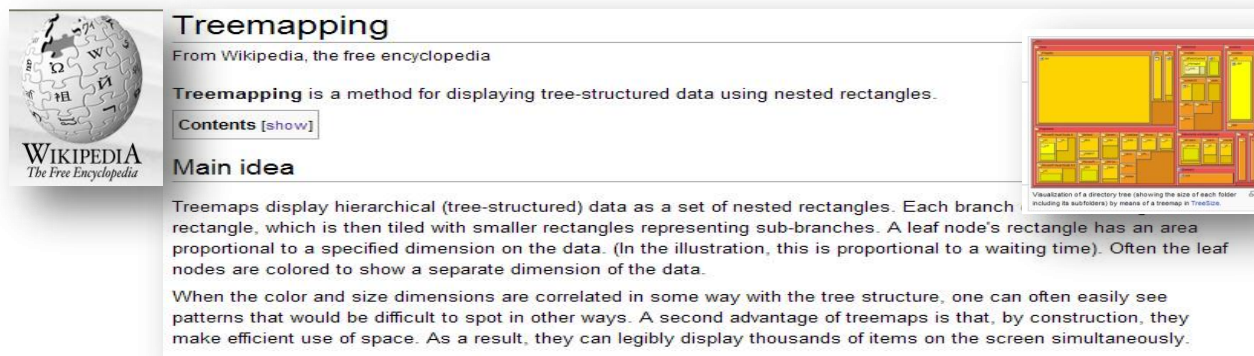 WIKIPEDIA
The Free Encyclopedia
Treemapping
From Wikipedia, the free encyclopedia
Treemapping is a method for displaying tree-structured data using nested rectangles.
Contents [show]
Main idea
Treemaps display hierarchical (tree-structured) data as a set of nested rectangles. Each branch
rectangle, which is then tiled with smaller rectangles representing sub-branches. A leaf node's rectangle has an area
proportional to a specified dimension on the data. (In the illustration, this is proportional to a waiting time). Often the leaf
nodes are colored to show a separate dimension of the data.
When the color and size dimensions are correlated in some way with the tree structure, one can often easily see
patterns that would be difficult to spot in other ways. A second advantage of treemaps is that, by construction, they
make efficient use of space. As a result, they can legibly display thousands of items on the screen simultaneously.
Visualization of a directory tree (showing the size of each folder
including its subfolders) by means of a treemap in TreeSize.